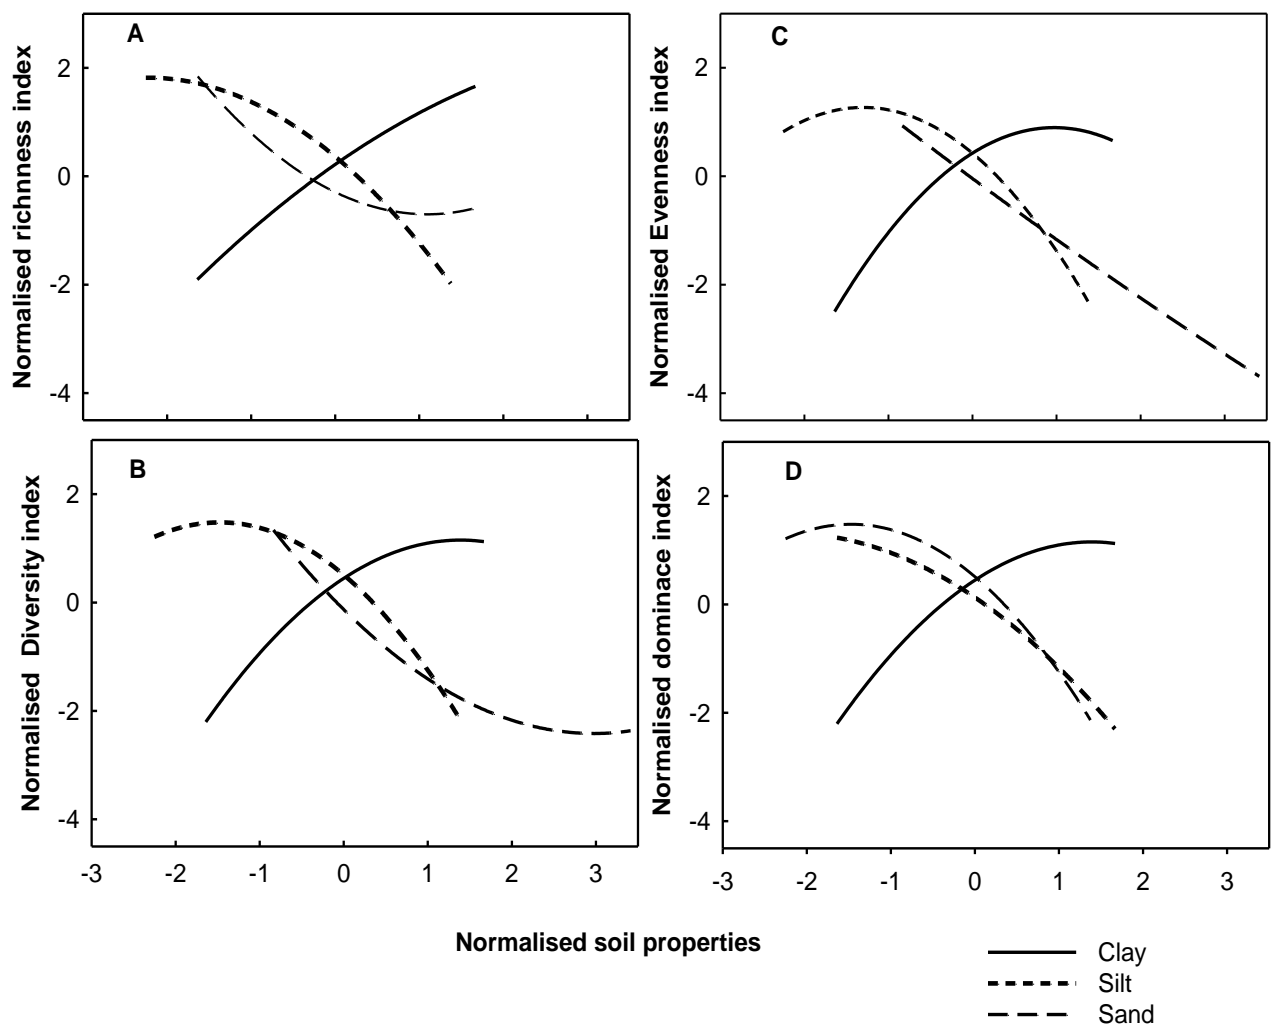 A
Normalised richnness index
2
0
-2
-4
C
Normalised Evenness index
2
0
-2
-4
B
Normalised Diversity index
2
0
-2
-4
-3 -2 -1 0 1 2 3
D
Normalised dominace index
2
0
-2
-4
-3 -2 -1 0 1 2 3
Normalised soil properties
Clay
Silt
Sand